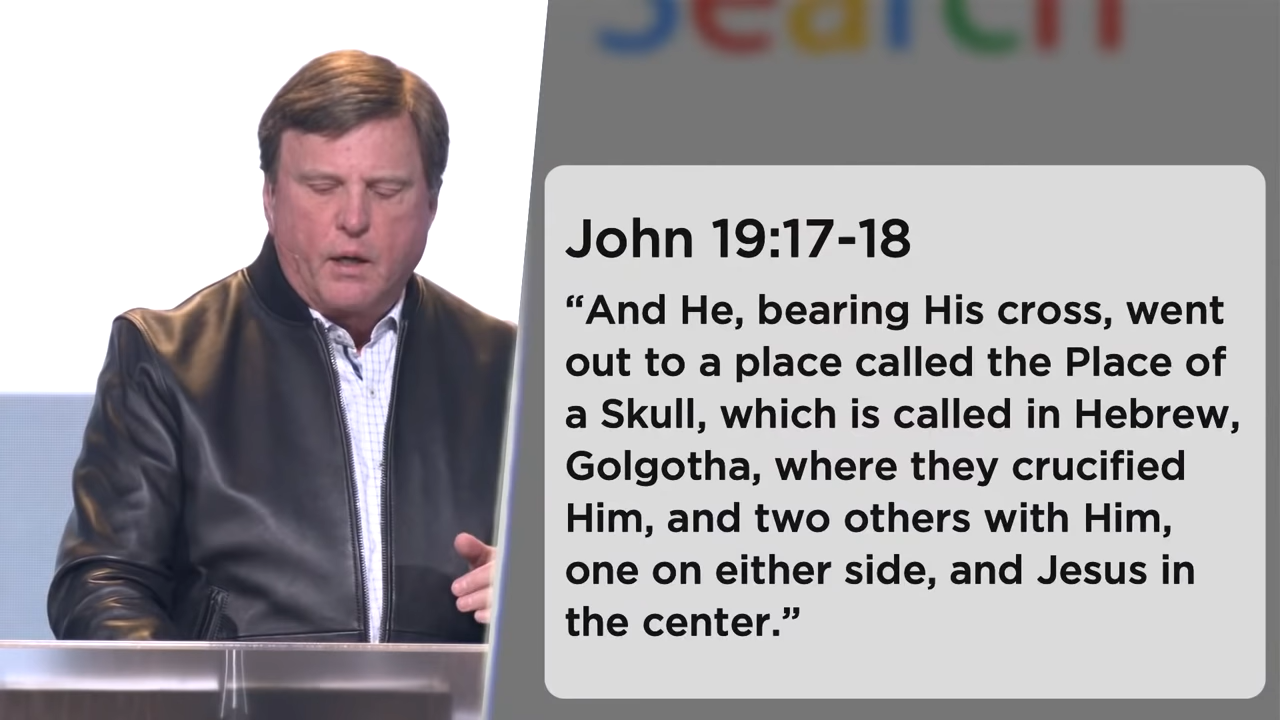 Search
John 19:17-18
“And He, bearing His cross, went
out to a place called the Place of
a Skull, which is called in Hebrew,
Golgotha, where they crucified
Him, and two others with Him,
one on either side, and Jesus in
the center.”